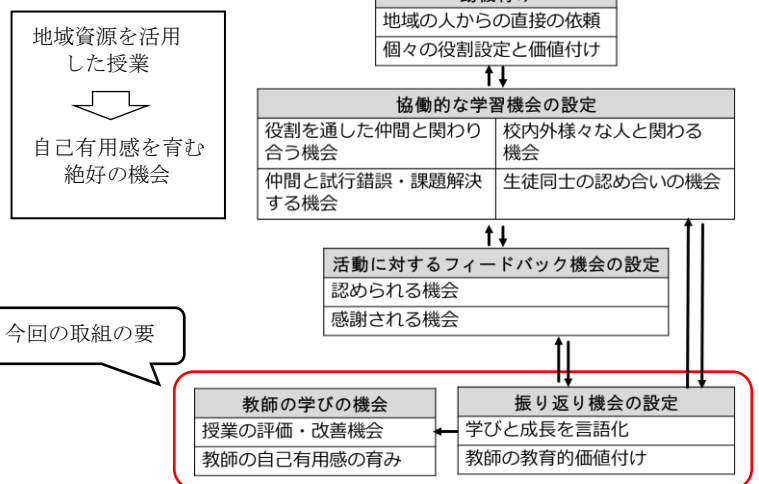 地域の人からの直接の依頼
個々の役割設定と価値付け
地域資源を活用
した授業
自己有用感を育む
絶好の機会
協働的な学習機会の設定
役割を通した仲間と関わり
合う機会
校内外様々な人と関わる
機会
仲間と試行錯誤・課題解決
する機会
生徒同士の認め合いの機会
活動に対するフィードバック機会の設定
認められる機会
感謝される機会
今回の取組の要
教師の学びの機会
授業の評価・改善機会
教師の自己有用感の育み
振り返り機会の設定
学びと成長を言語化
教師の教育的価値付け